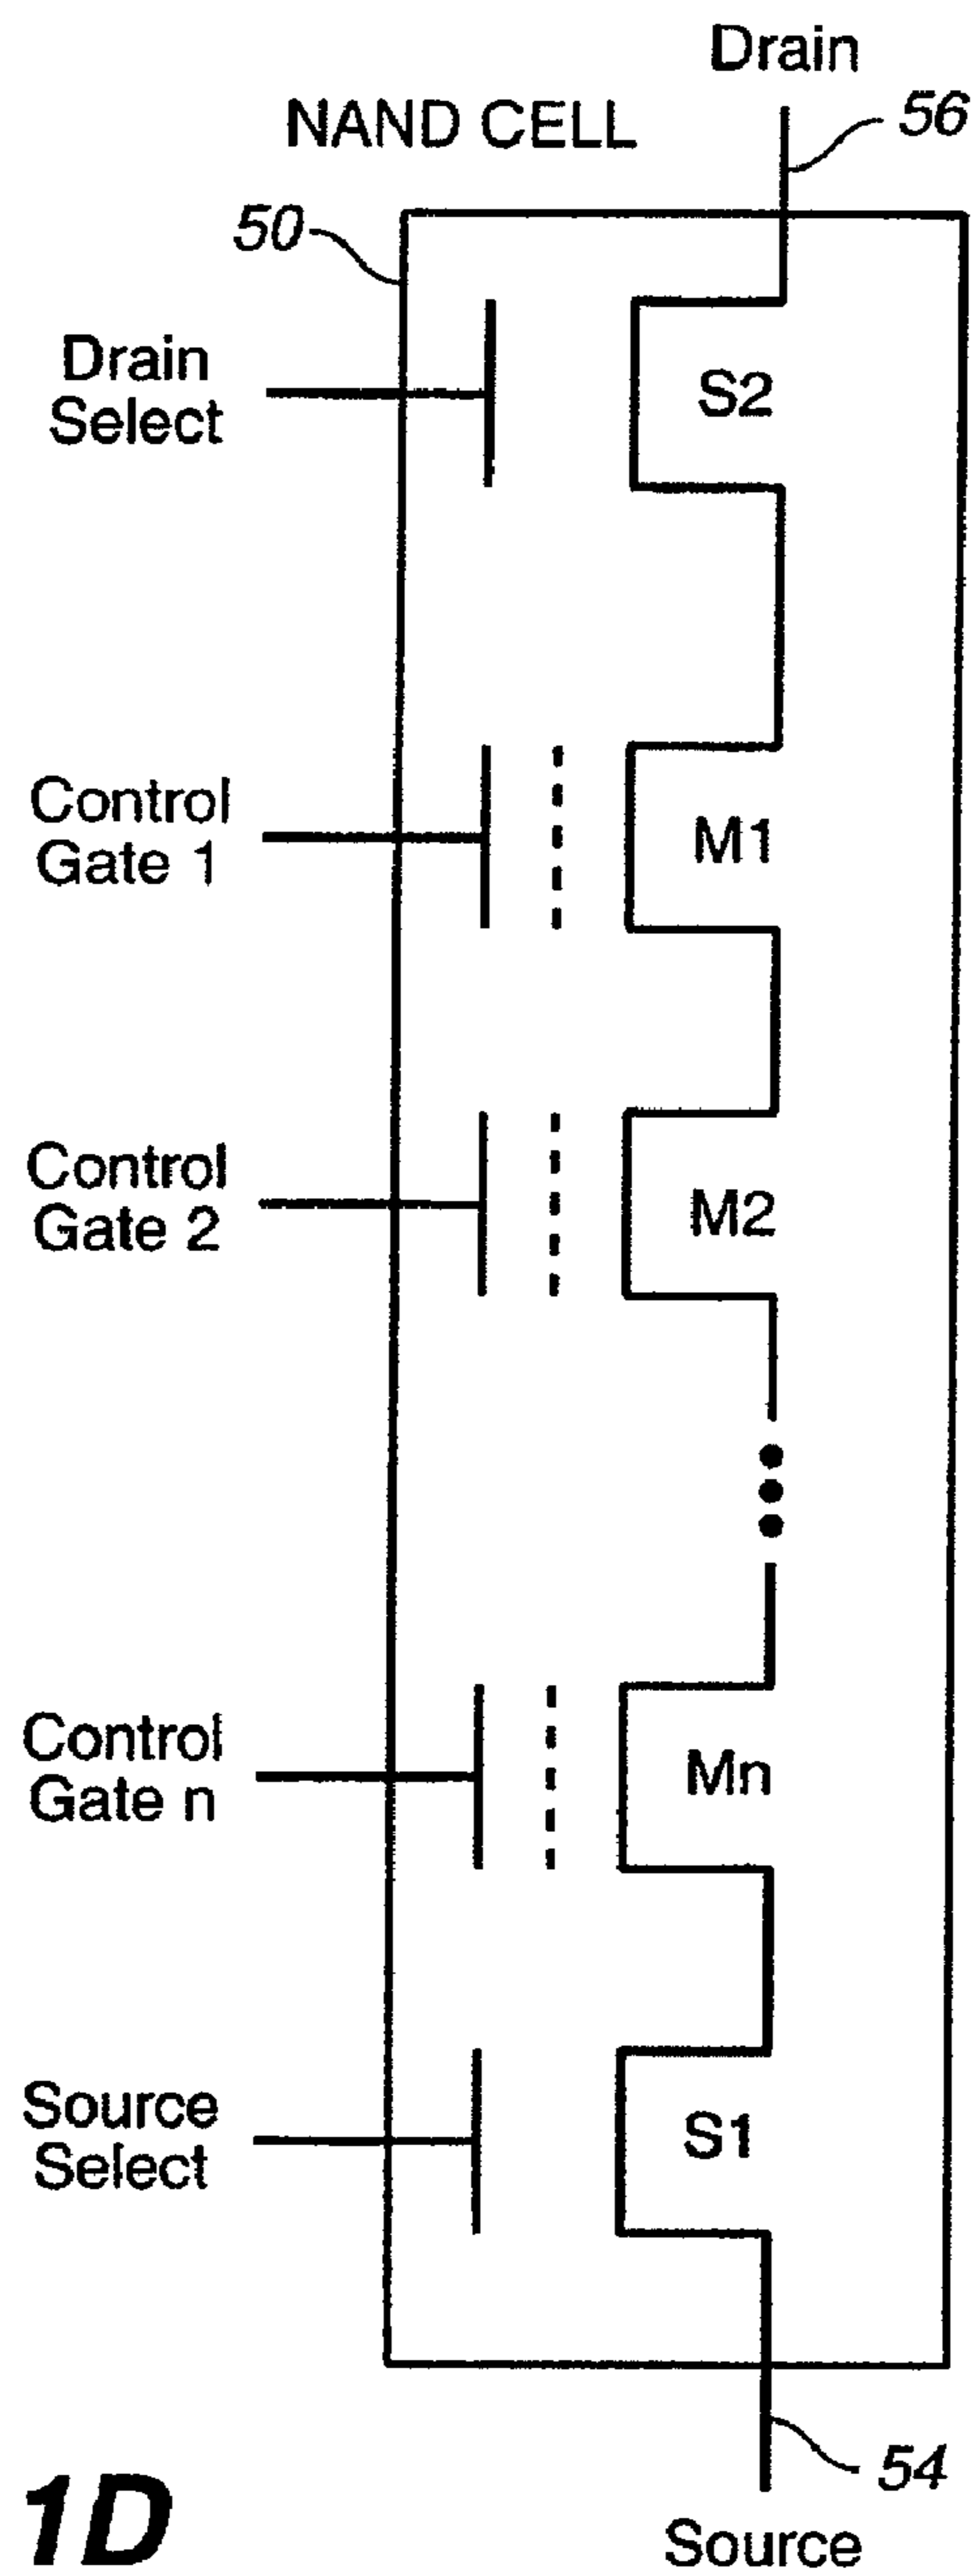 Drain
56
NAND CELL
50
Drain
Select
S2
Control
Gate 1
M1
Control
Gate 2
M2
Control
Gate n
Mn
Source
Select
S1
54
1D
Source